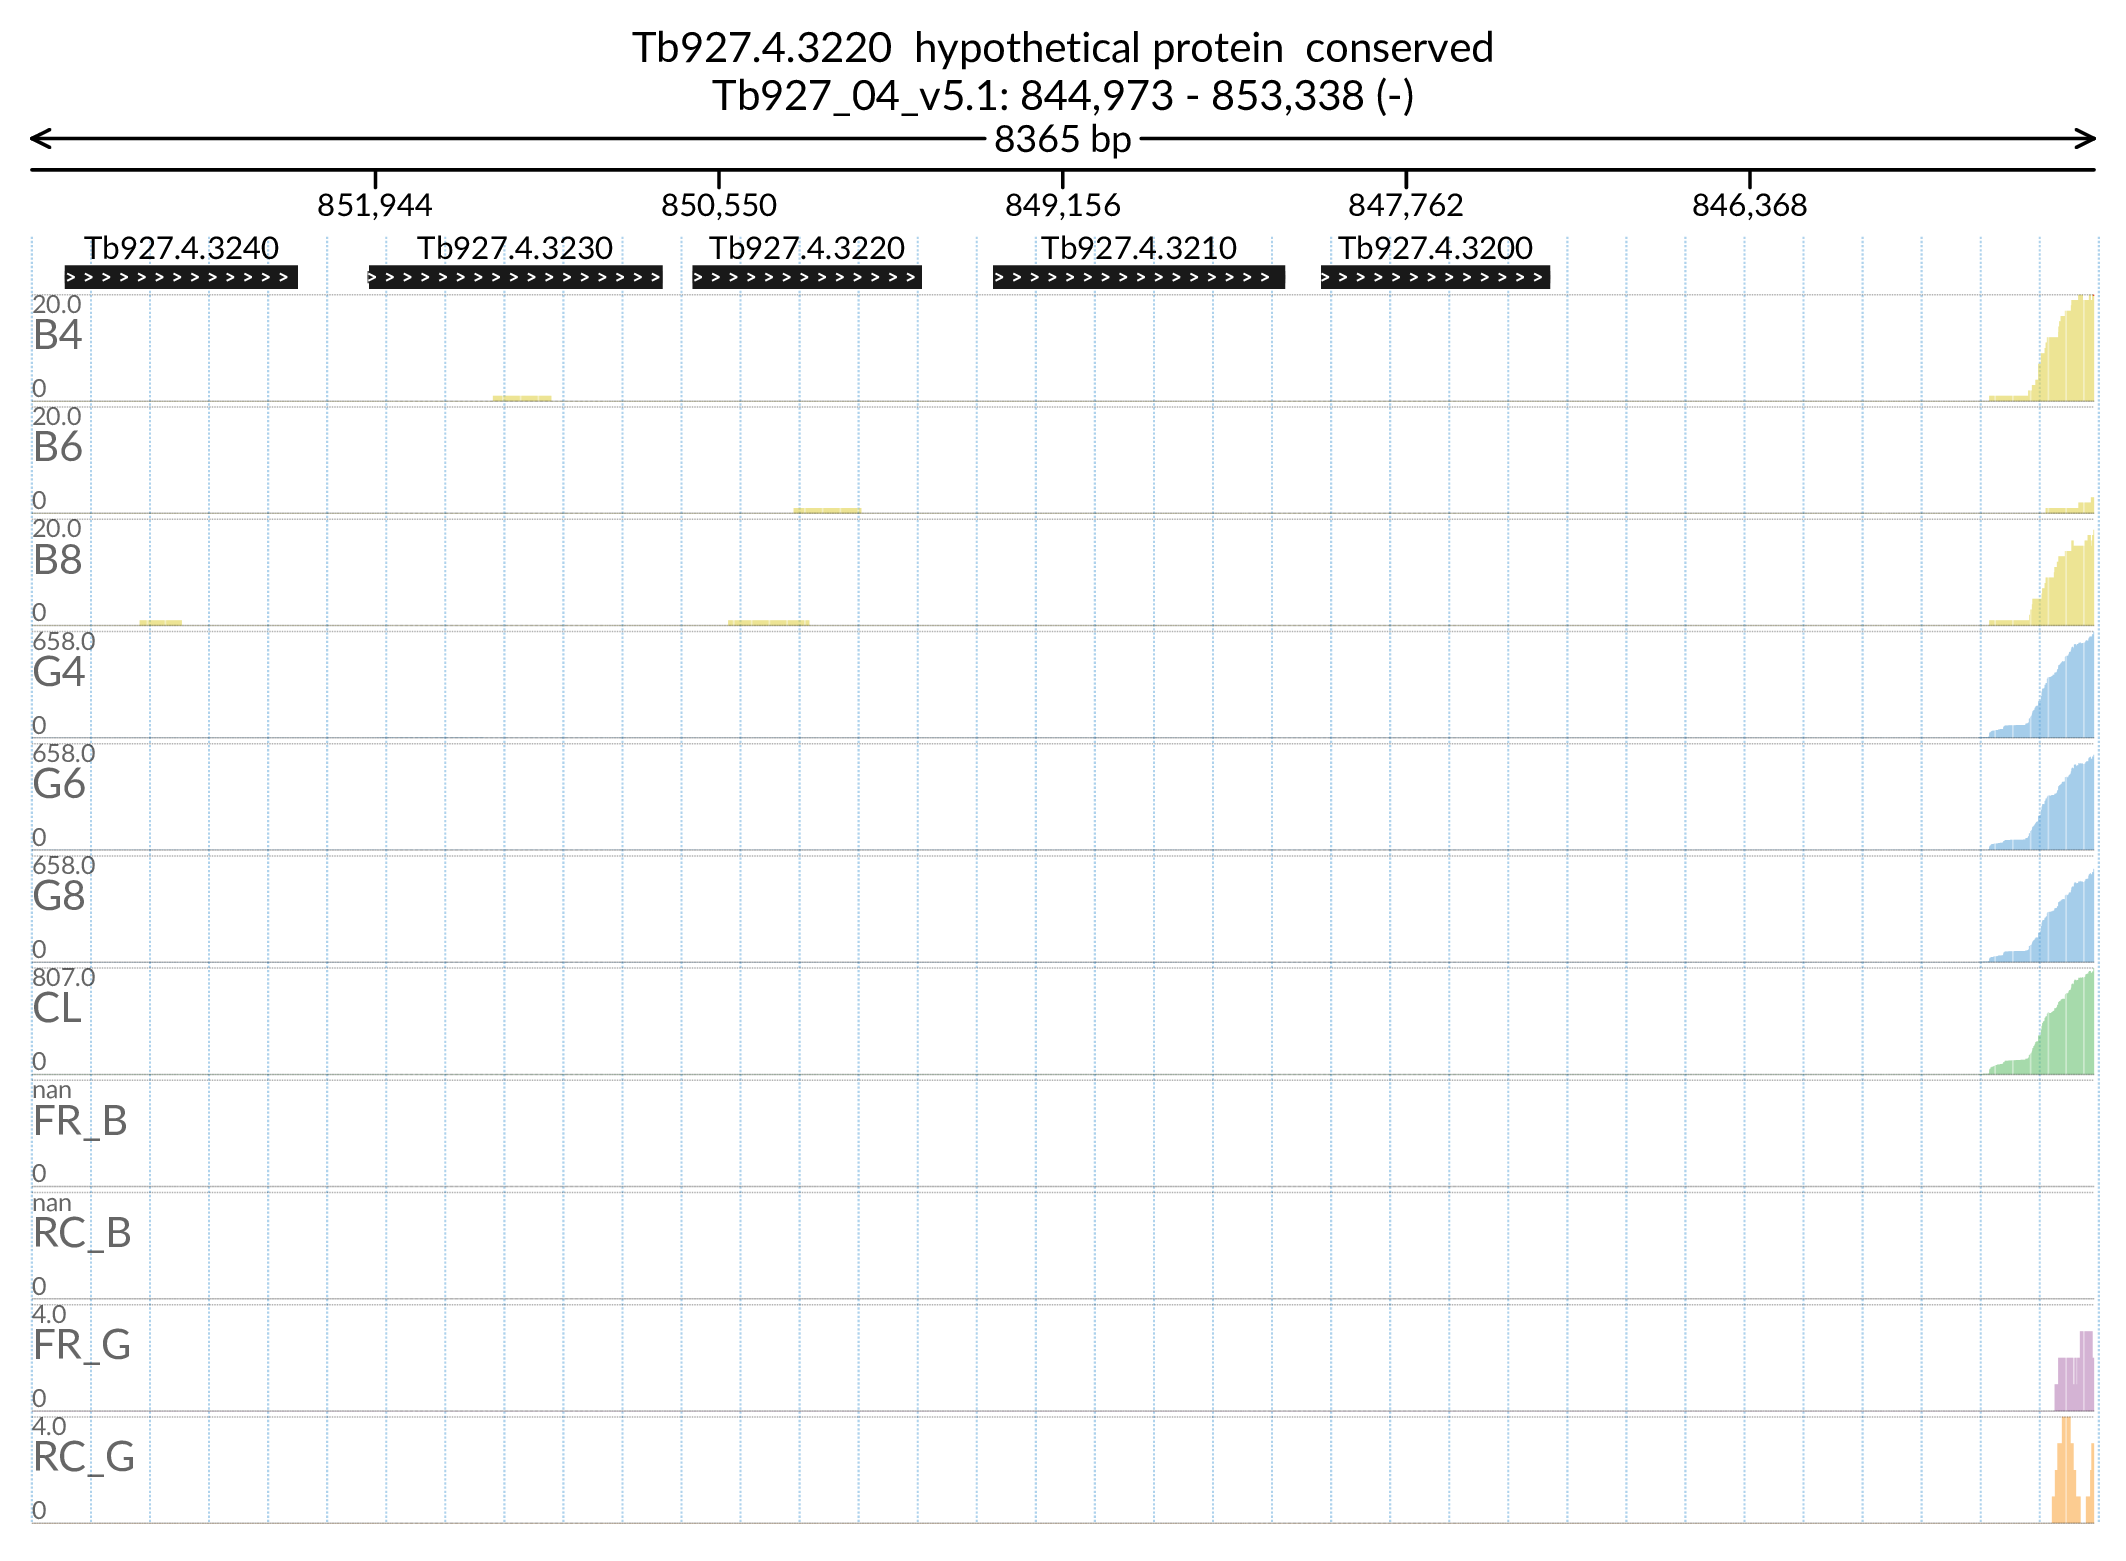 Tb927.4.3220  hypothetical protein  conserved
Tb927_04_v5.1: 844,973 - 853,338 (-)
8365 bp
851,944 850,550 849,156 847,762 846,368
Tb927.4.3240 Tb927.4.3230 Tb927.4.3220 Tb927.4.3210 Tb927.4.3200
20.0
B4
0
20.0
B6
0
20.0
B8
0
658.0
G4
0
658.0
G6
0
658.0
G8
0
807.0
CL
0
nan
FR_B
0
nan
RC_B
0
4.0
FR_G
0
4.0
RC_G
0